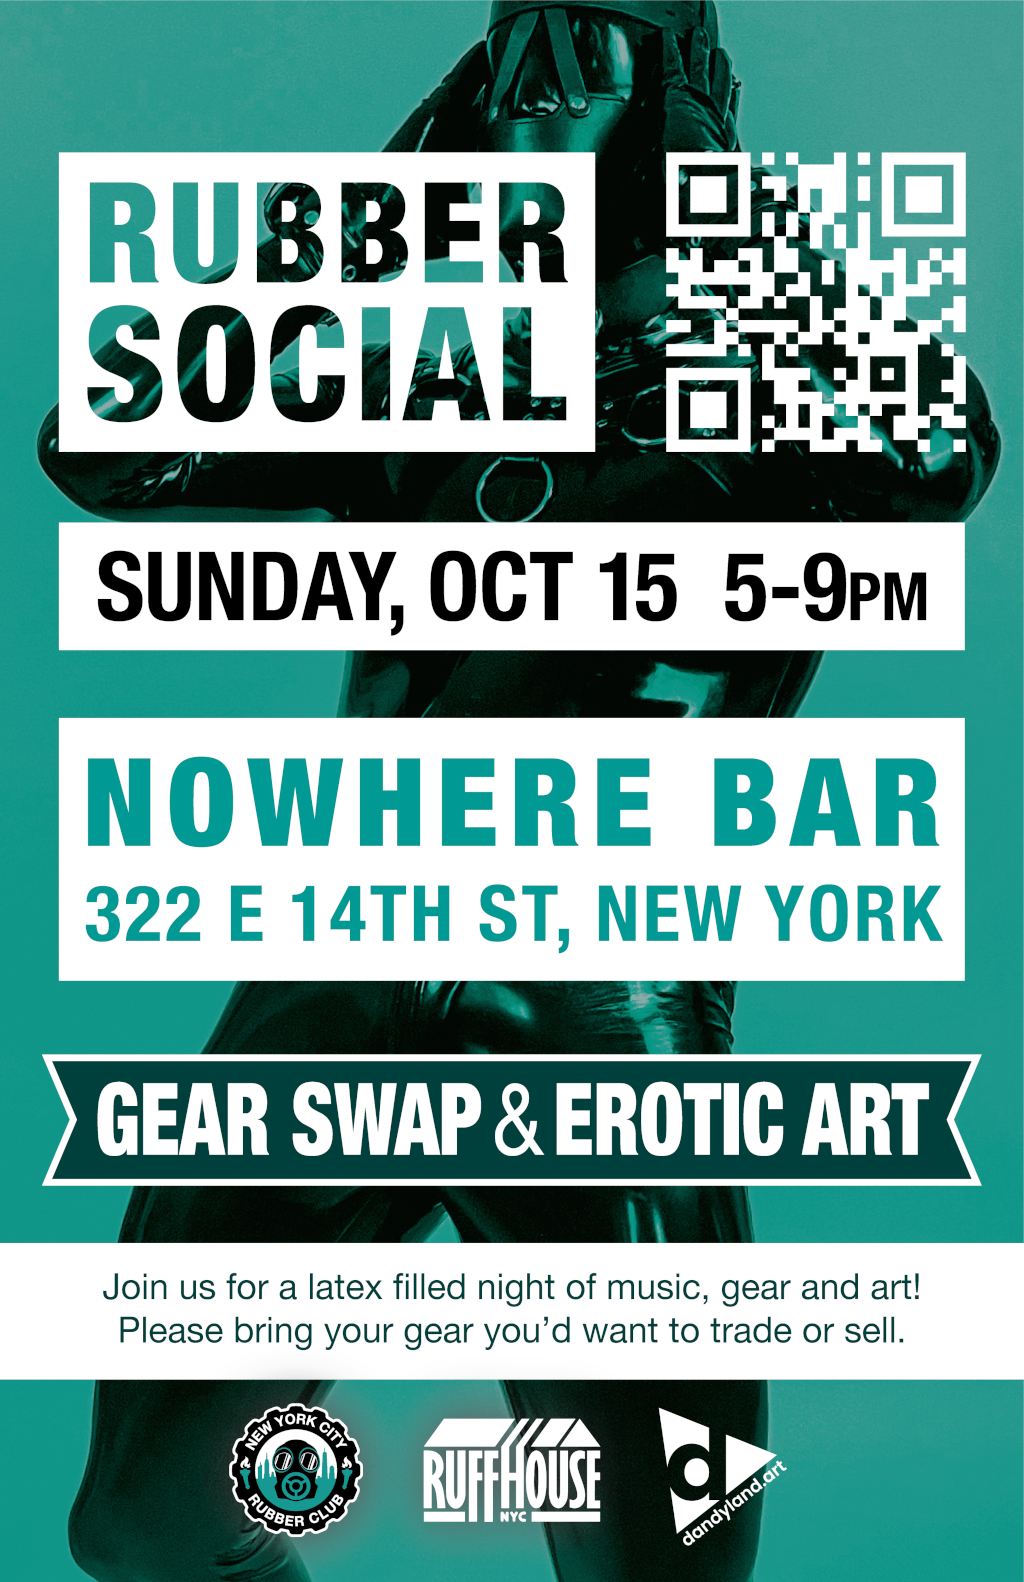 RUBBER
SOCIAL
SUNDAY, OCT 15 5-9PM
NOWHERE BAR
322 E 14TH ST, NEW YORK
GEAR SWAP & EROTIC ART
Join us for a latex filled night of music, gear and art!
Please bring your gear you’d want to trade or sell.
NEW YORK CITY
RUBBER CLUB
RUFFHOUSE
NYC
d
dandyland.art